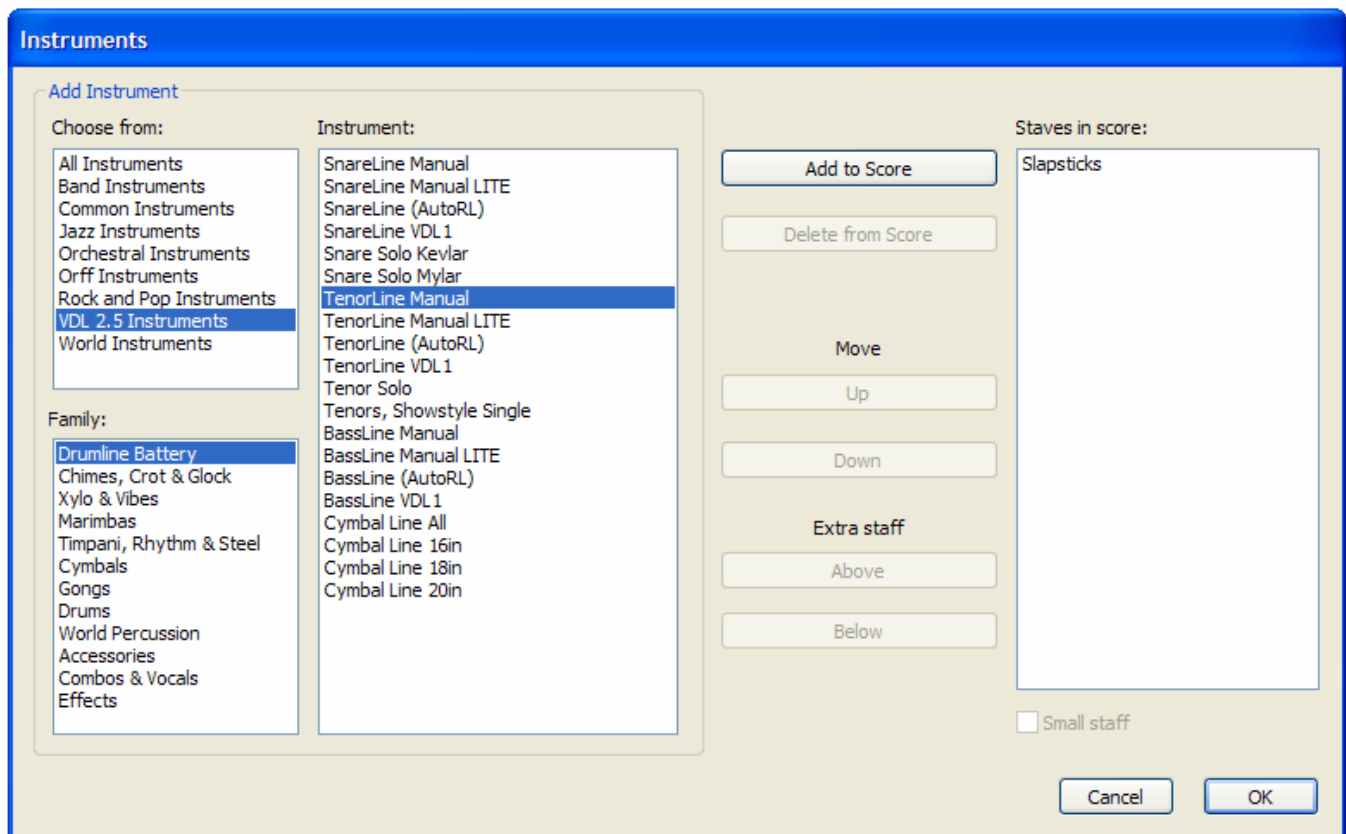 Instruments
Add Instrument
Choose from:
All Instruments
Band Instruments
Common Instruments
Jazz Instruments
Orchestral Instruments
Orff Instruments
Rock and Pop Instruments
VDL 2.5 Instruments
World Instruments
Family:
Drumline Battery
Chimes, Crot & Glock
Xylo & Vibes
Marimbas
Timpani, Rhythm & Steel
Cymbals
Gongs
Drums
World Percussion
Accessories
Combos & Vocals
Effects
Instrument:
SnareLine Manual
SnareLine Manual LITE
SnareLine (AutoRL)
SnareLine VDL1
Snare Solo Kevlar
Snare Solo Mylar
TenorLine Manual
TenorLine Manual LITE
TenorLine (AutoRL)
TenorLine VDL1
Tenor Solo
Tenors, Showstyle Single
BassLine Manual
BassLine Manual LITE
BassLine (AutoRL)
BassLine VDL1
Cymbal Line All
Cymbal Line 16in
Cymbal Line 18in
Cymbal Line 20in
Add to Score
Delete from Score
Move
Up
Down
Extra staff
Above
Below
Staves in score:
Slapsticks
Small staff
Cancel
OK